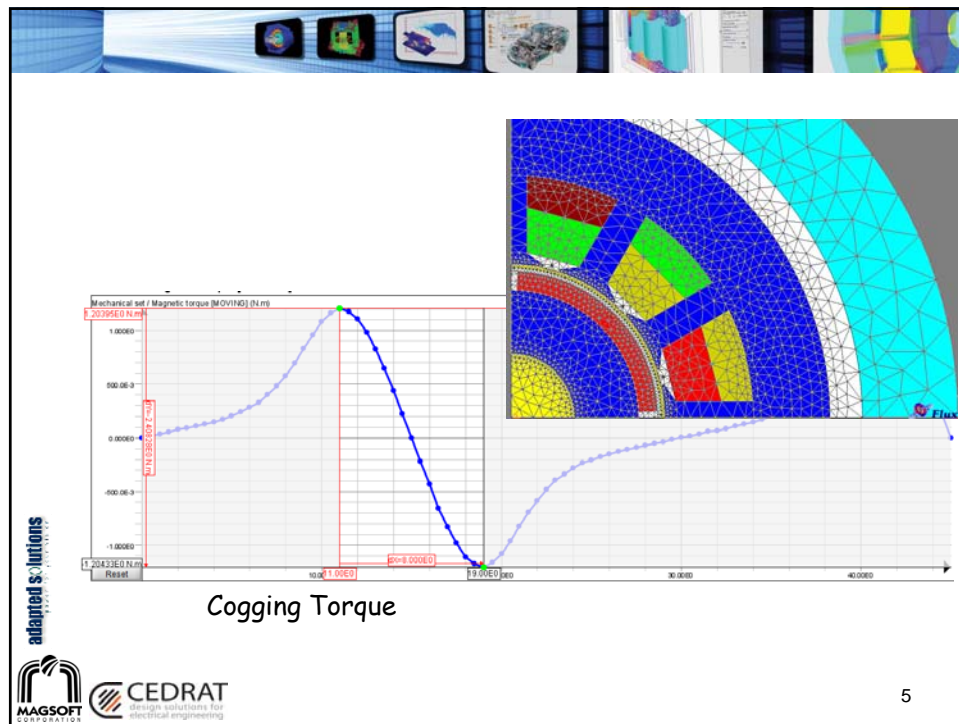 Mechanical set / Magnetic torque [MOVING] (N.m)
1.20395E0 N.m
1.000E0
500.0E-3
0.000E0
-500.0E-3
-1.000E0
-1.20433E0 N.m
dX=8.000E0
Reset
11.00E0
19.00E0
30.00E0
40.00E0
Flux
Cogging Torque
adapted solutions
MAGSOFT
CORPORATION
CEDRAT
design solutions for
electrical engineering
5